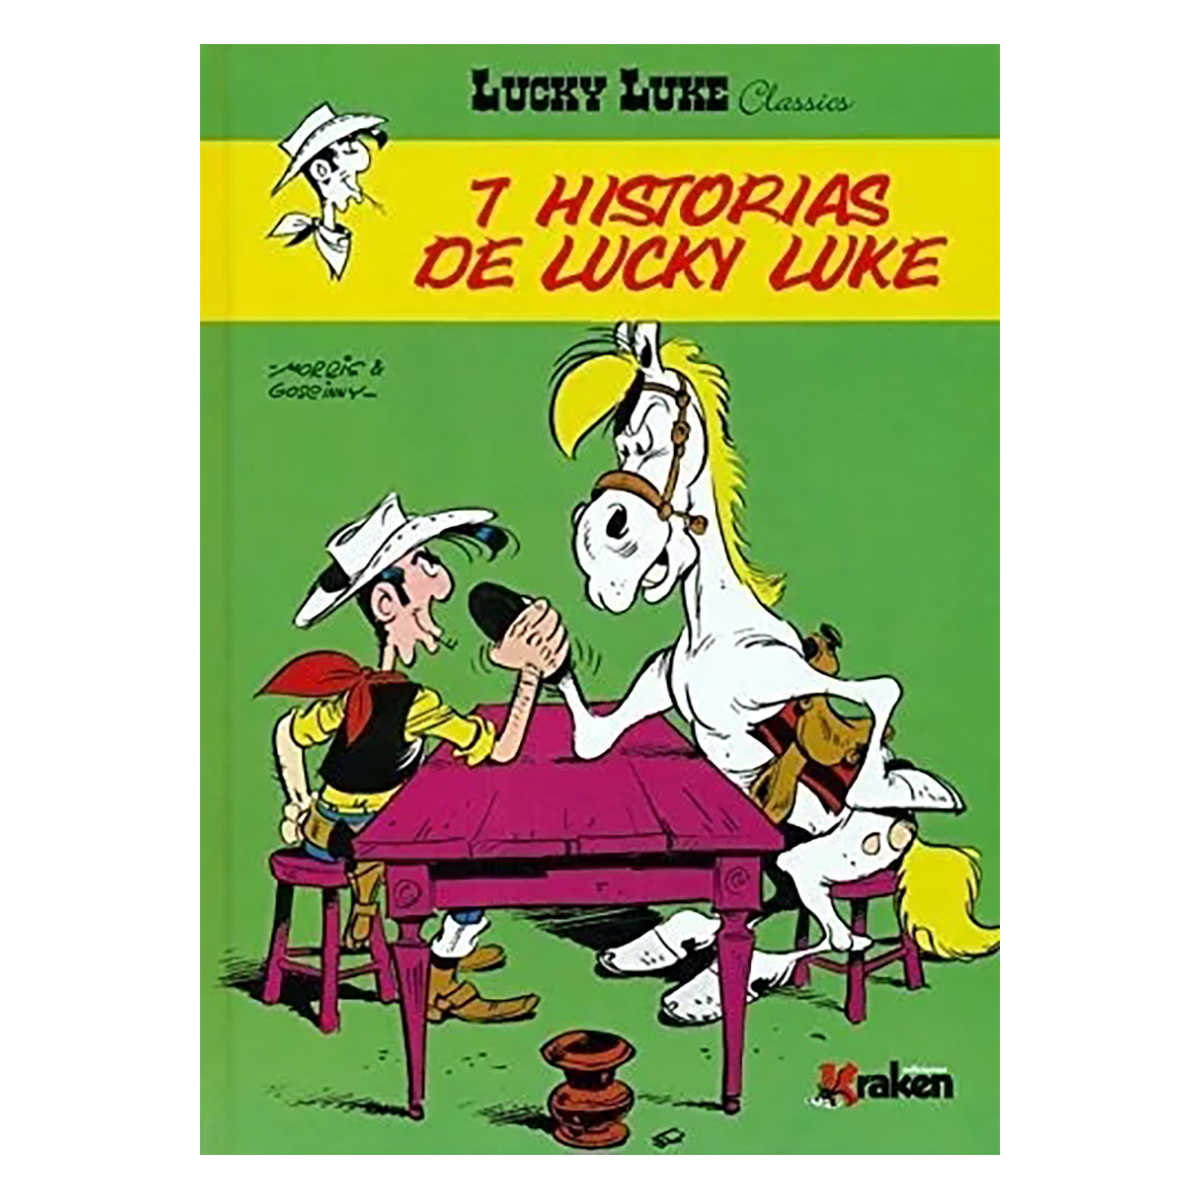 LUCKY LUKE Classics
7 HISTORIAS
DE LUCKY LUKE
MORRIS &
GOSCINNY
ediciones
Kraken